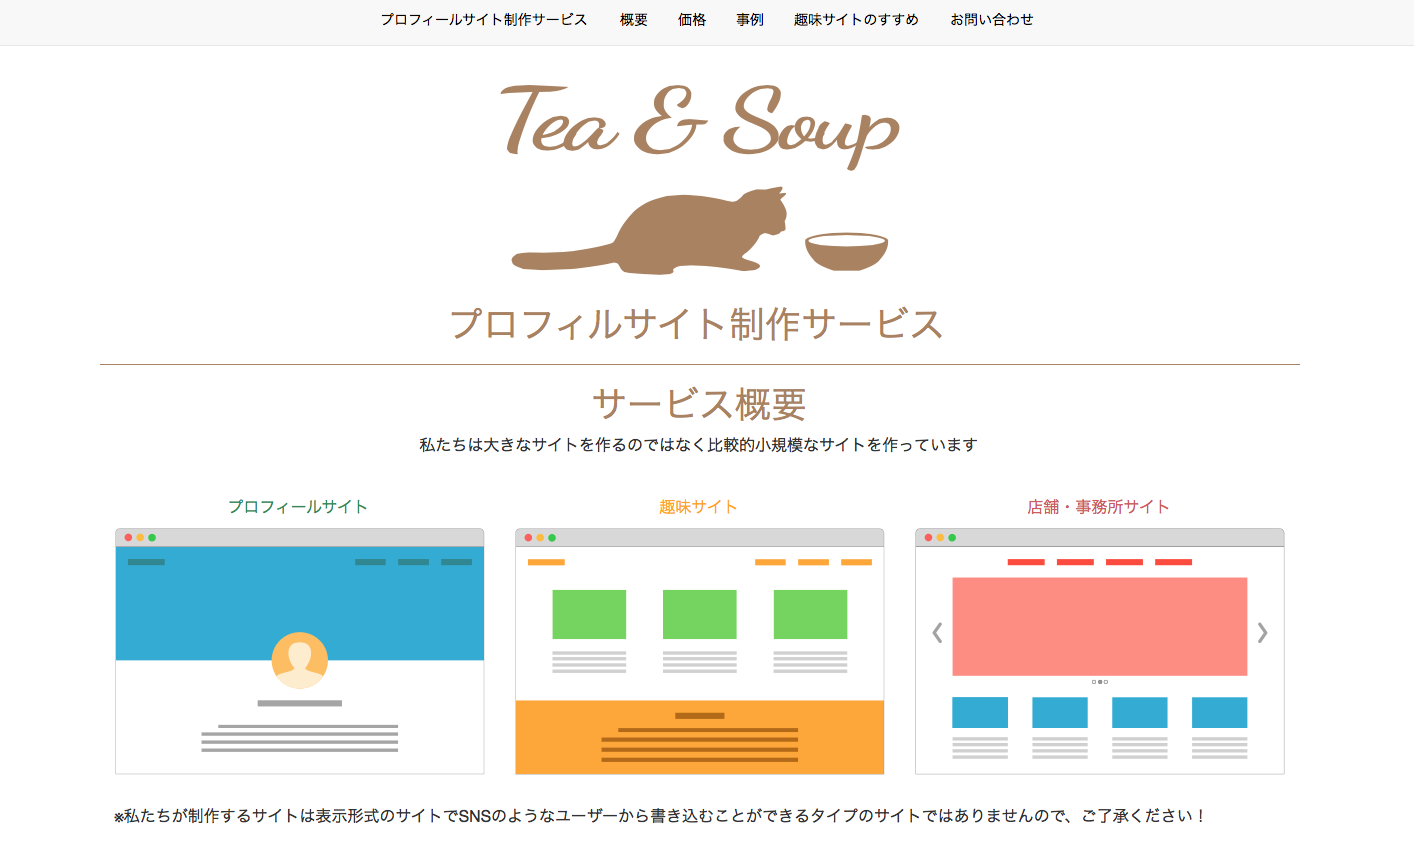 プロフィールサイト制作サービス 概要 価格 事例 趣味サイトのすすめ お問い合わせ
Tea & Soup
プロフィルサイト制作サービス
サービス概要
私たちは大きなサイトを作るのではなく比較的小規模なサイトを作っています
プロフィールサイト 趣味サイト 店舗・事務所サイト
※私たちが制作するサイトは表示形式のサイトでSNSのようなユーザーから書き込むことができるタイプのサイトではありませんので、ご了承ください！